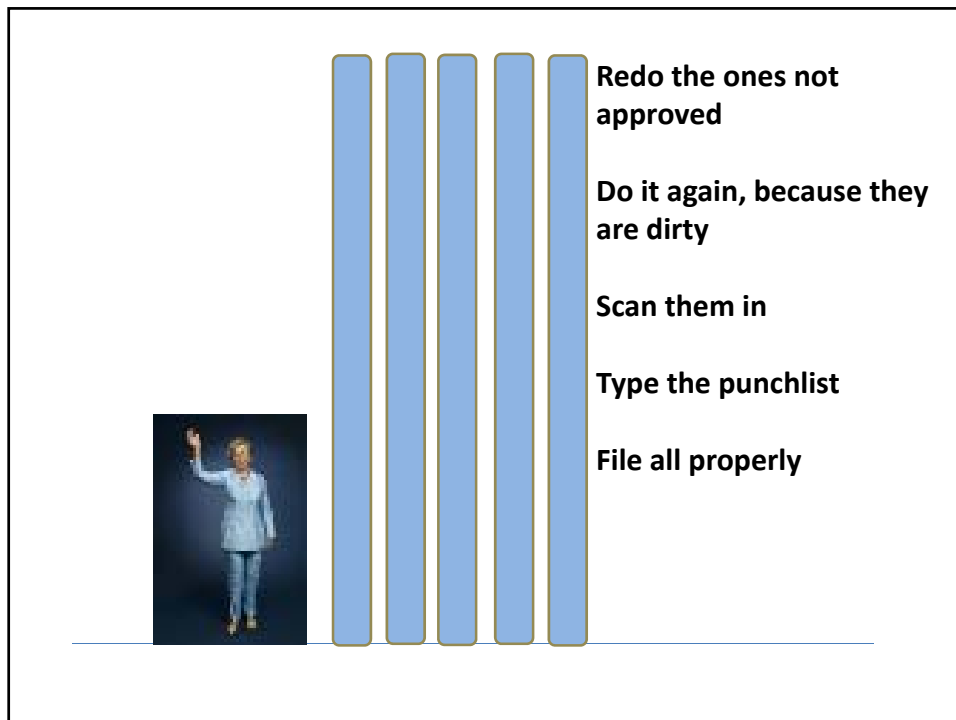 Redo the ones not
approved
Do it again, because they
are dirty
Scan them in
Type the punchlist
File all properly